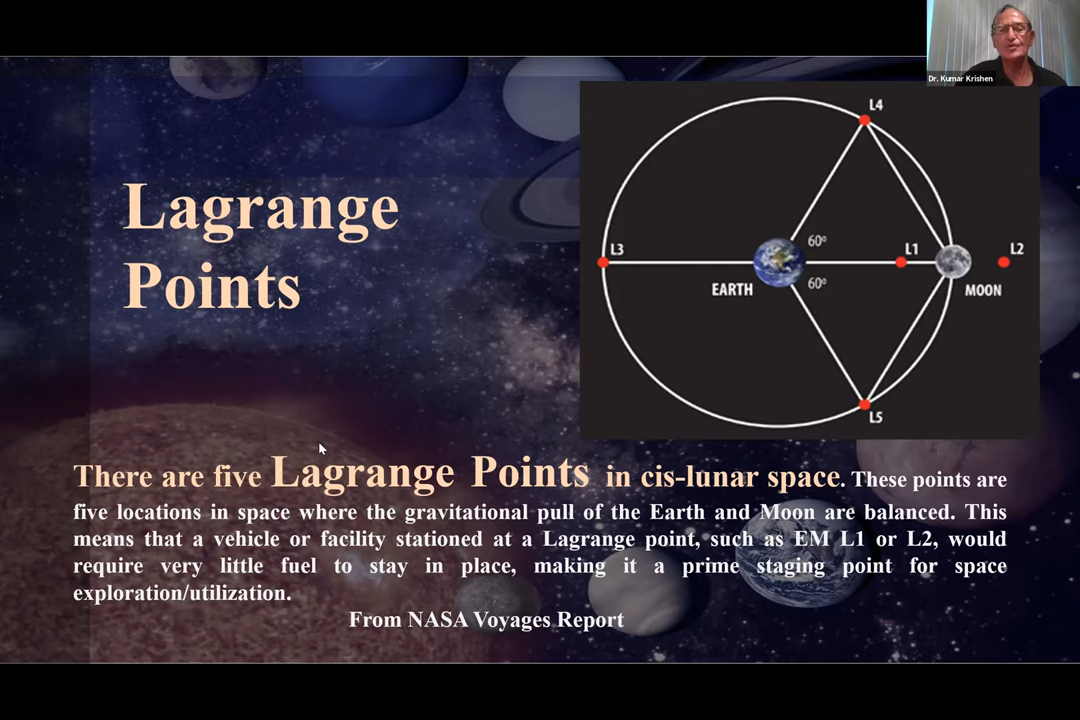 Dr. Kumar Krishen
Lagrange
Points
L4
L3
60º
L1
L2
EARTH
60º
MOON
L5
There are five Lagrange Points in cis-lunar space. These points are
five locations in space where the gravitational pull of the Earth and Moon are balanced. This
means that a vehicle or facility stationed at a Lagrange point, such as EM L1 or L2, would
require very little fuel to stay in place, making it a prime staging point for space
exploration/utilization.
From NASA Voyages Report